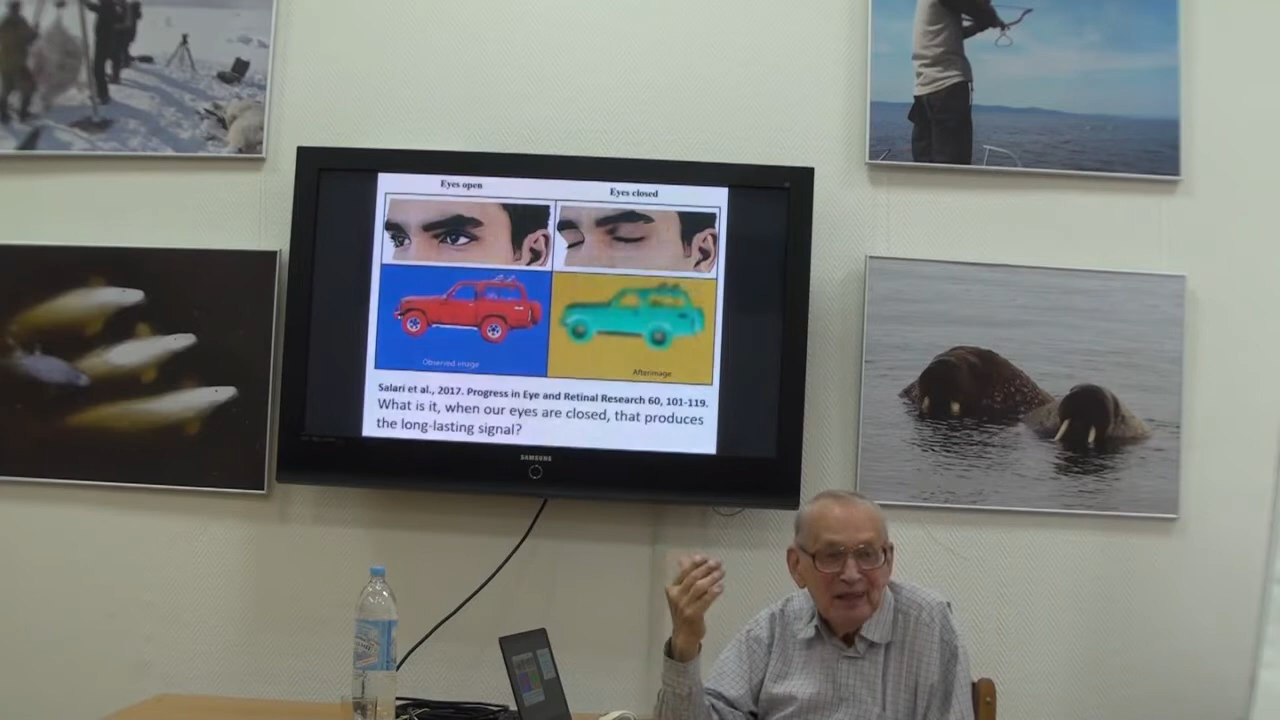 Eyes open
Eyes closed
Observed image
Afterimage
Salari et al., 2017. Progress in Eye and Retinal Research 60, 101-119.
What is it, when our eyes are closed, that produces
the long-lasting signal?
SAMSUNG